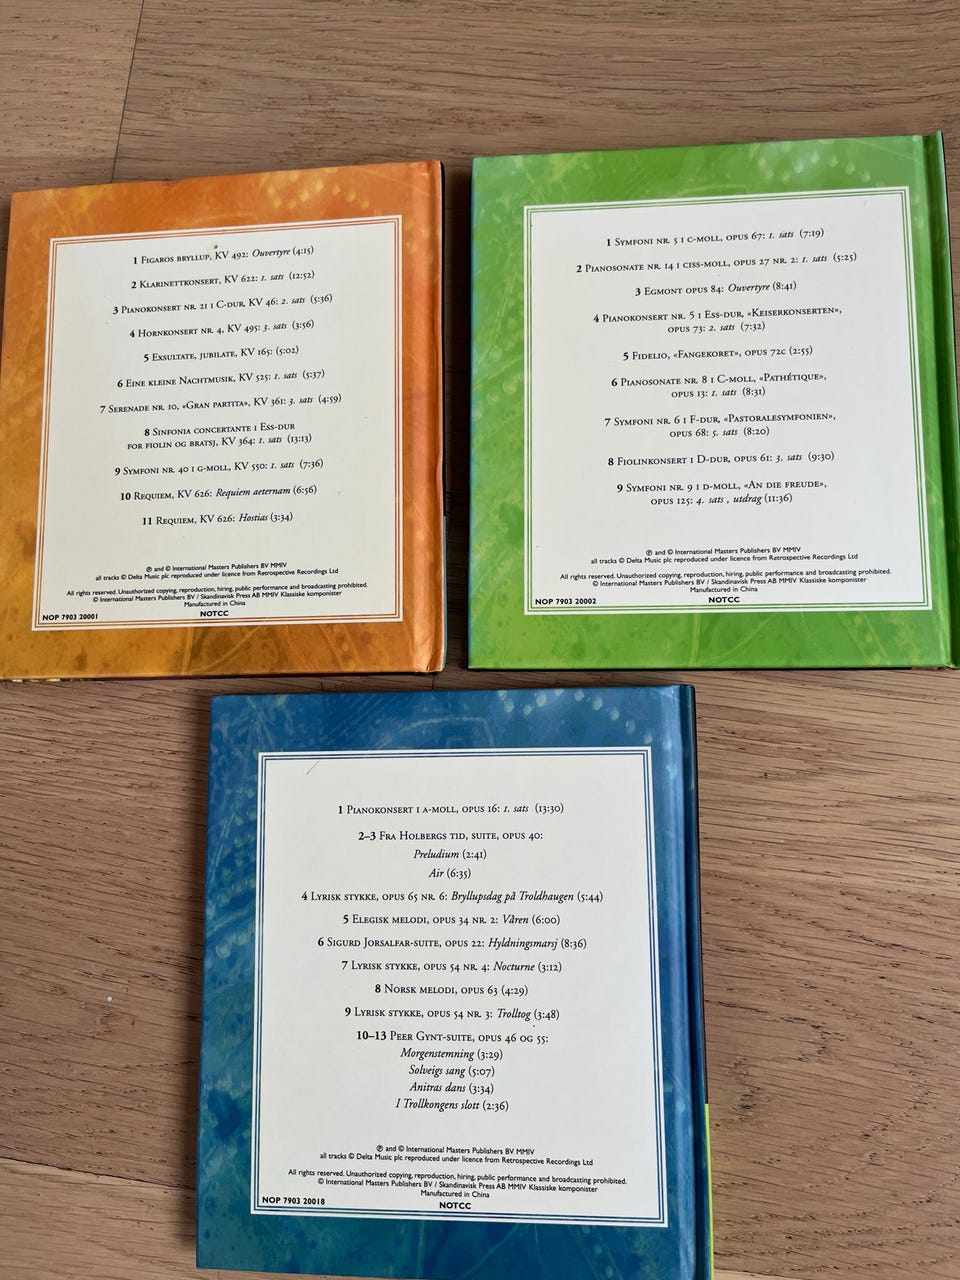 1 Figaros bryllup, KV 492: Ouvertyre (4:15)
2 Klarinettkonsert, KV 622: 1. sats (12:52)
3 Pianokonsert nr. 21 i C-dur, KV 46: 2. sats (5:36)
4 Hornkonsert nr. 4, KV 495: 3. sats (3:56)
5 Exsultate, jubilate, KV 165: (5:02)
6 Eine kleine Nachtmusik, KV 525: 1. sats (5:37)
7 Serenade nr. 10, «Gran partita», KV 361: 3. sats (4:59)
8 Sinfonia concertante i Ess-dur
for fiolin og bratsj, KV 364: 1. sats (13:13)
9 Symfoni nr. 40 i g-moll, KV 550: 1. sats (7:36)
10 Requiem, KV 626: Requiem aeternam (6:56)
11 Requiem, KV 626: Hostias (3:34)
℗ and © International Masters Publishers BV MMIV
all tracks © Delta Music plc reproduced under licence from Retrospective Recordings Ltd
All rights reserved. Unauthorized copying, reproduction, hiring, public performance and broadcasting prohibited.
© International Masters Publishers BV / Skandinavisk Press AB MMIV Klassiske komponister
Manufactured in China
NOP 7903 20001
NOTCC
1 Symfoni nr. 5 i c-moll, opus 67: 1. sats (7:19)
2 Pianosonate nr. 14 i ciss-moll, opus 27 nr. 2: 1. sats (5:25)
3 Egmont opus 84: Ouvertyre (8:41)
4 Pianokonsert nr. 5 i Ess-dur, «Keiserkonserten»,
opus 73: 2. sats (7:32)
5 Fidelio, «Fangekoret», opus 72c (2:55)
6 Pianosonate nr. 8 i C-moll, «Pathétique»,
opus 13: 1. sats (8:31)
7 Symfoni nr. 6 i F-dur, «Pastoralesymfonien»,
opus 68: 5. sats (8:20)
8 Fiolinkonsert i D-dur, opus 61: 3. sats (9:30)
9 Symfoni nr. 9 i d-moll, «An die Freude»,
opus 125: 4. sats , utdrag (11:36)
℗ and © International Masters Publishers BV MMIV
all tracks © Delta Music plc reproduced under licence from Retrospective Recordings Ltd
All rights reserved. Unauthorized copying, reproduction, hiring, public performance and broadcasting prohibited.
© International Masters Publishers BV / Skandinavisk Press AB MMIV Klassiske komponister
Manufactured in China
NOP 7903 20002
NOTCC
1 Pianokonsert i a-moll, opus 16: 1. sats (13:30)
2–3 Fra Holbergs tid, suite, opus 40:
Preludium (2:41)
Air (6:35)
4 Lyrisk stykke, opus 65 nr. 6: Bryllupsdag på Troldhaugen (5:44)
5 Elegisk melodi, opus 34 nr. 2: Våren (6:00)
6 Sigurd Jorsalfar-suite, opus 22: Hyldningsmarsj (8:36)
7 Lyrisk stykke, opus 54 nr. 4: Nocturne (3:12)
8 Norsk melodi, opus 63 (4:29)
9 Lyrisk stykke, opus 54 nr. 3: Trolltog (3:48)
10–13 Peer Gynt-suite, opus 46 og 55:
Morgenstemning (3:29)
Solveigs sang (5:07)
Anitras dans (3:34)
I Trollkongens slott (2:36)
℗ and © International Masters Publishers BV MMIV
all tracks © Delta Music plc reproduced under licence from Retrospective Recordings Ltd
All rights reserved. Unauthorized copying, reproduction, hiring, public performance and broadcasting prohibited.
© International Masters Publishers BV / Skandinavisk Press AB MMIV Klassiske komponister
Manufactured in China
NOP 7903 20018
NOTCC